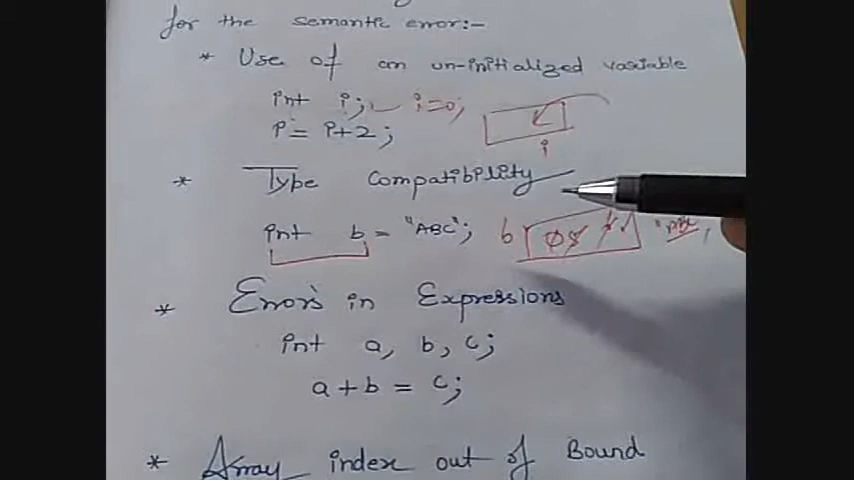 for the semantic error:-
* Use of an un-initialized variable
int i; i=0;
i = i+2; i
* Type Compatibility
int b = "ABC"; b "ABC"
* Errors in Expressions
int a, b, c;
a + b = c;
* Array index out of Bound